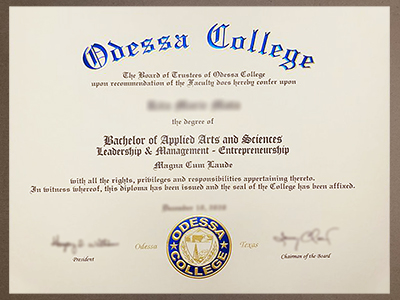 Odessa College
The Board of Trustees of Odessa College
upon recommendation of the Faculty does hereby confer upon
the degree of
Bachelor of Applied Arts and Sciences
Leadership & Management - Entrepreneurship
Magna Cum Laude
with all the rights, privileges and responsibilities appertaining thereto.
In witness whereof, this diploma has been issued and the seal of the College has been affixed.
Odessa
ODESSA
COLLEGE
Texas
President
Chairman of the Board